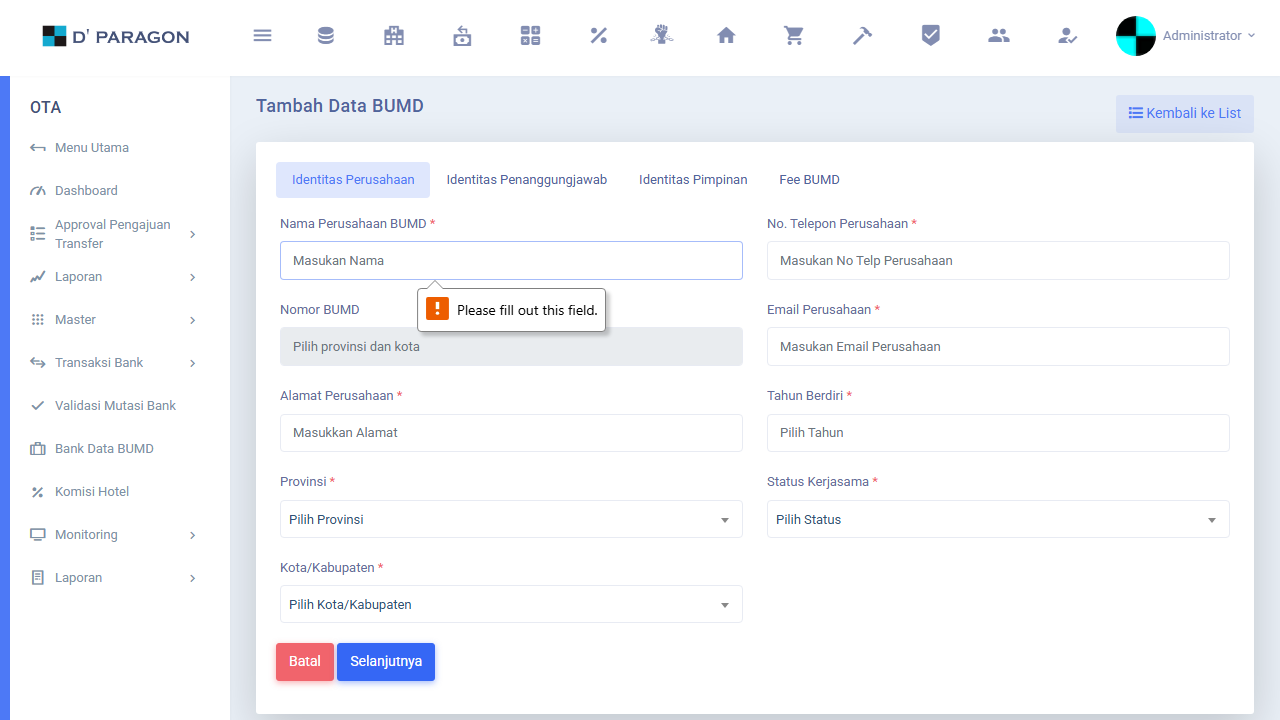 D' PARAGON
Administrator
OTA
Menu Utama
Dashboard
Approval Pengajuan
Transfer
Laporan
Master
Transaksi Bank
Validasi Mutasi Bank
Bank Data BUMD
Komisi Hotel
Monitoring
Laporan
Tambah Data BUMD
Kembali ke List
Identitas Perusahaan
Identitas Penanggungjawab
Identitas Pimpinan
Fee BUMD
Nama Perusahaan BUMD *
Masukan Nama
Please fill out this field.
Nomor BUMD
Pilih provinsi dan kota
Alamat Perusahaan *
Masukkan Alamat
Provinsi *
Pilih Provinsi
Kota/Kabupaten *
Pilih Kota/Kabupaten
No. Telepon Perusahaan *
Masukan No Telp Perusahaan
Email Perusahaan *
Masukan Email Perusahaan
Tahun Berdiri *
Pilih Tahun
Status Kerjasama *
Pilih Status
Batal
Selanjutnya